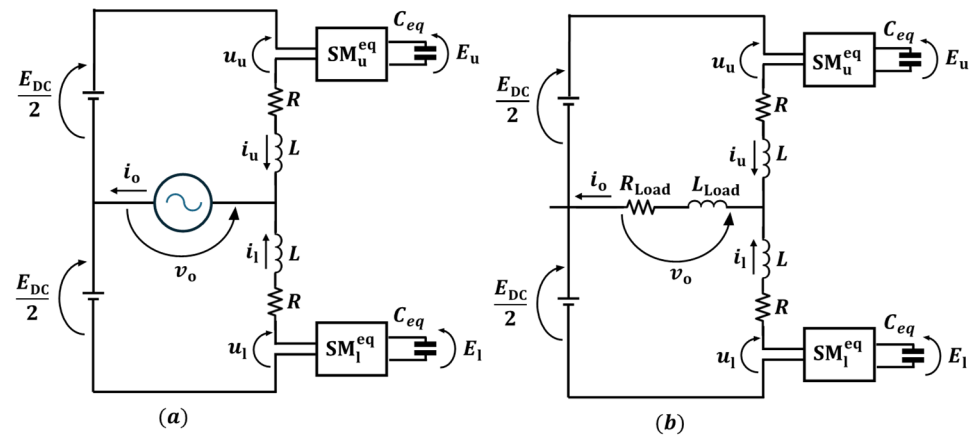 C_eq
u_u SM_u^eq E_u
E_DC/2
R
i_u L
i_o
v_o
i_l L
E_DC/2
R
C_eq
u_l SM_l^eq E_l
(a)
C_eq
u_u SM_u^eq E_u
E_DC/2
R
i_u L
i_o R_Load L_Load
v_o
i_l L
E_DC/2
R
C_eq
u_l SM_l^eq E_l
(b)